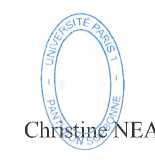 UNIVERSITÉ PARIS 1
PANTHÉON SORBONNE
Christine NEA